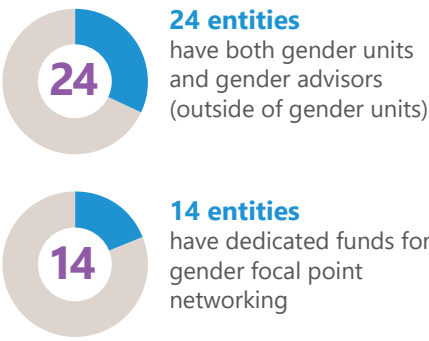 24
24 entities
have both gender units
and gender advisors
(outside of gender units)
14
14 entities
have dedicated funds for
gender focal point
networking